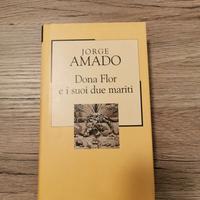 JORGE
AMADO
Dona Flor
e i suoi due mariti